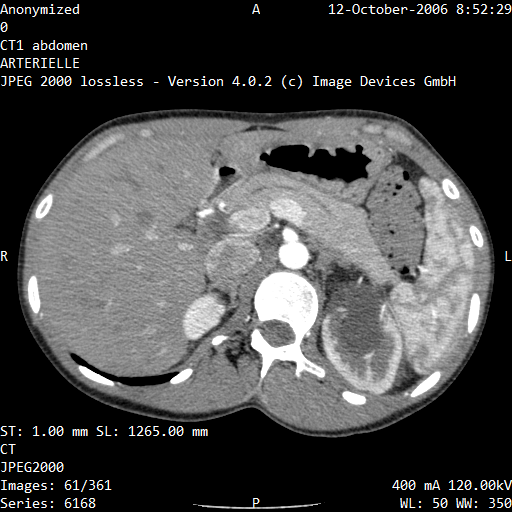 Anonymized A 12-October-2006 8:52:29
0
CT1 abdomen
ARTERIELLE
JPEG 2000 lossless - Version 4.0.2 (c) Image Devices GmbH
R L
ST: 1.00 mm SL: 1265.00 mm
CT
JPEG2000
Images: 61/361 400 mA 120.00kV
Series: 6168 P WL: 50 WW: 350